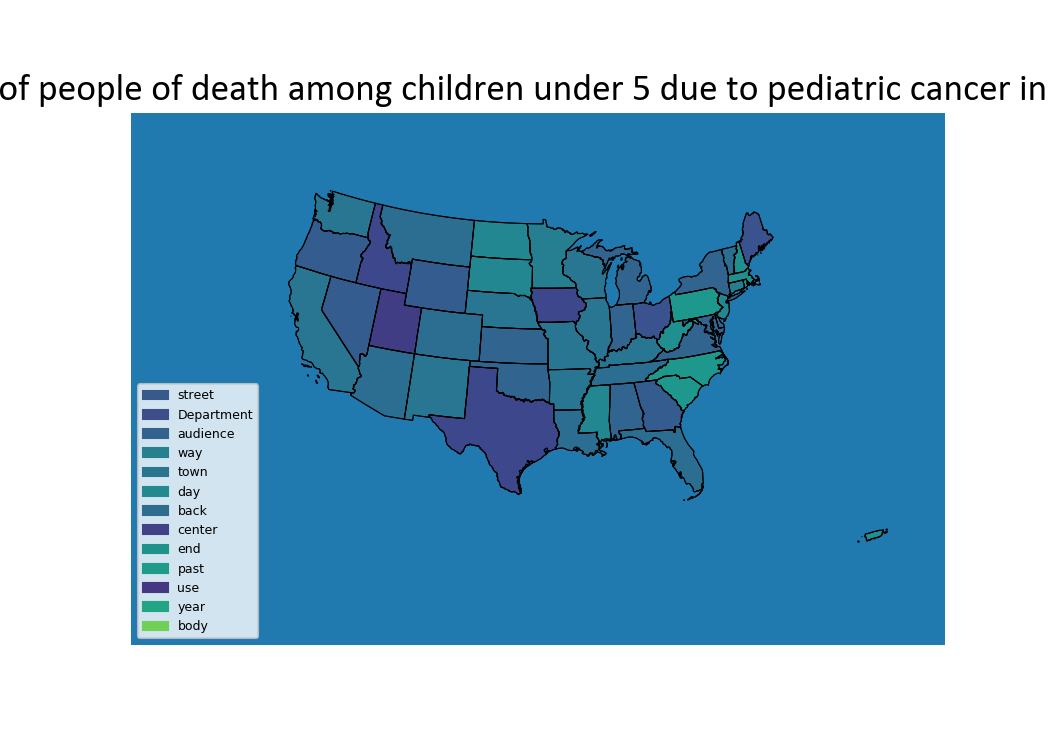 of people of death among children under 5 due to pediatric cancer in
street
Department
audience
way
town
day
back
center
end
past
use
year
body